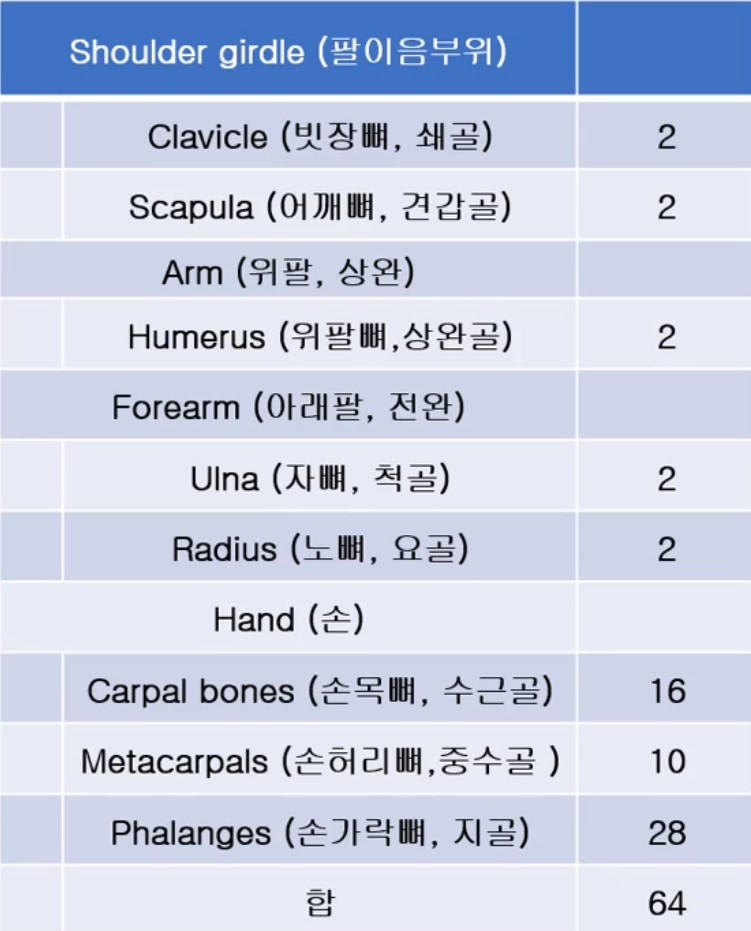 Shoulder girdle (팔이음부위)
Clavicle (빗장뼈, 쇄골) 2
Scapula (어깨뼈, 견갑골) 2
Arm (위팔, 상완)
Humerus (위팔뼈,상완골) 2
Forearm (아래팔, 전완)
Ulna (자뼈, 척골) 2
Radius (노뼈, 요골) 2
Hand (손)
Carpal bones (손목뼈, 수근골) 16
Metacarpals (손허리뼈,중수골 ) 10
Phalanges (손가락뼈, 지골) 28
합 64